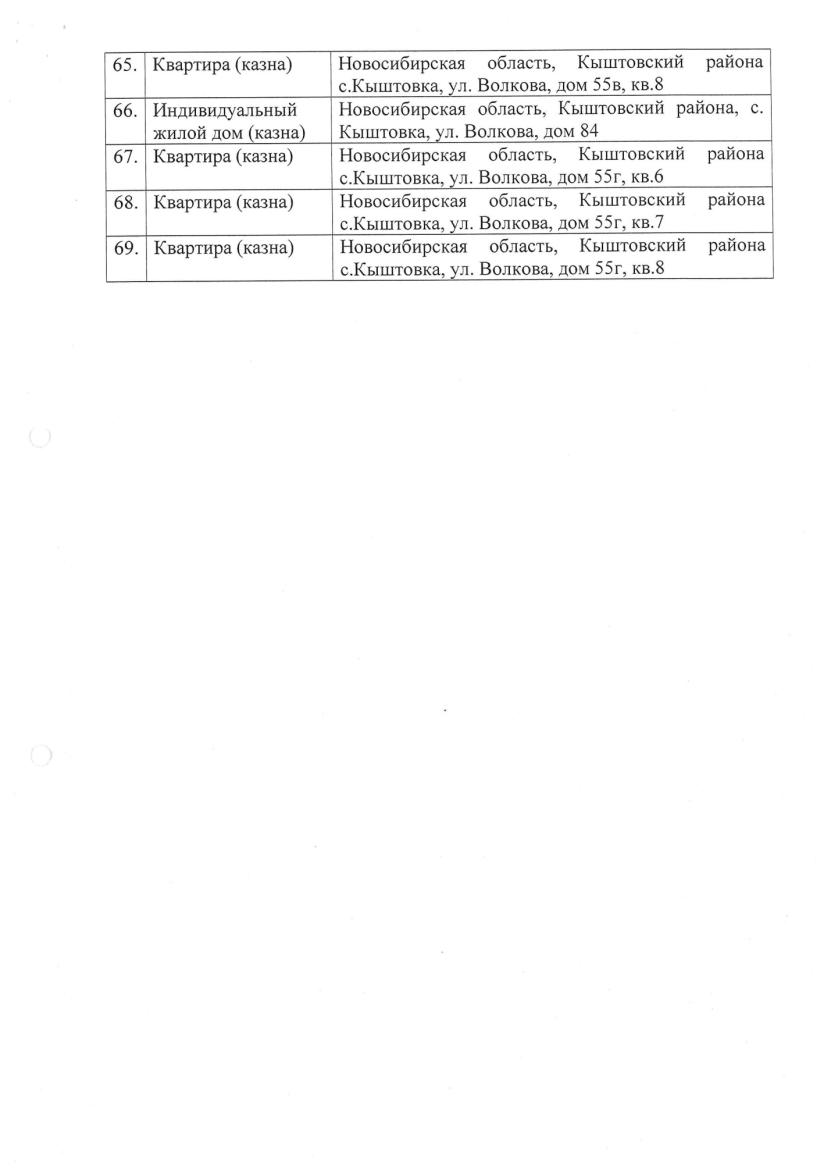 65. Квартира (казна) Новосибирская область, Кыштовский района
с.Кыштовка, ул. Волкова, дом 55в, кв.8
66. Индивидуальный Новосибирская область, Кыштовский района, с.
жилой дом (казна) Кыштовка, ул. Волкова, дом 84
67. Квартира (казна) Новосибирская область, Кыштовский района
с.Кыштовка, ул. Волкова, дом 55г, кв.6
68. Квартира (казна) Новосибирская область, Кыштовский района
с.Кыштовка, ул. Волкова, дом 55г, кв.7
69. Квартира (казна) Новосибирская область, Кыштовский района
с.Кыштовка, ул. Волкова, дом 55г, кв.8